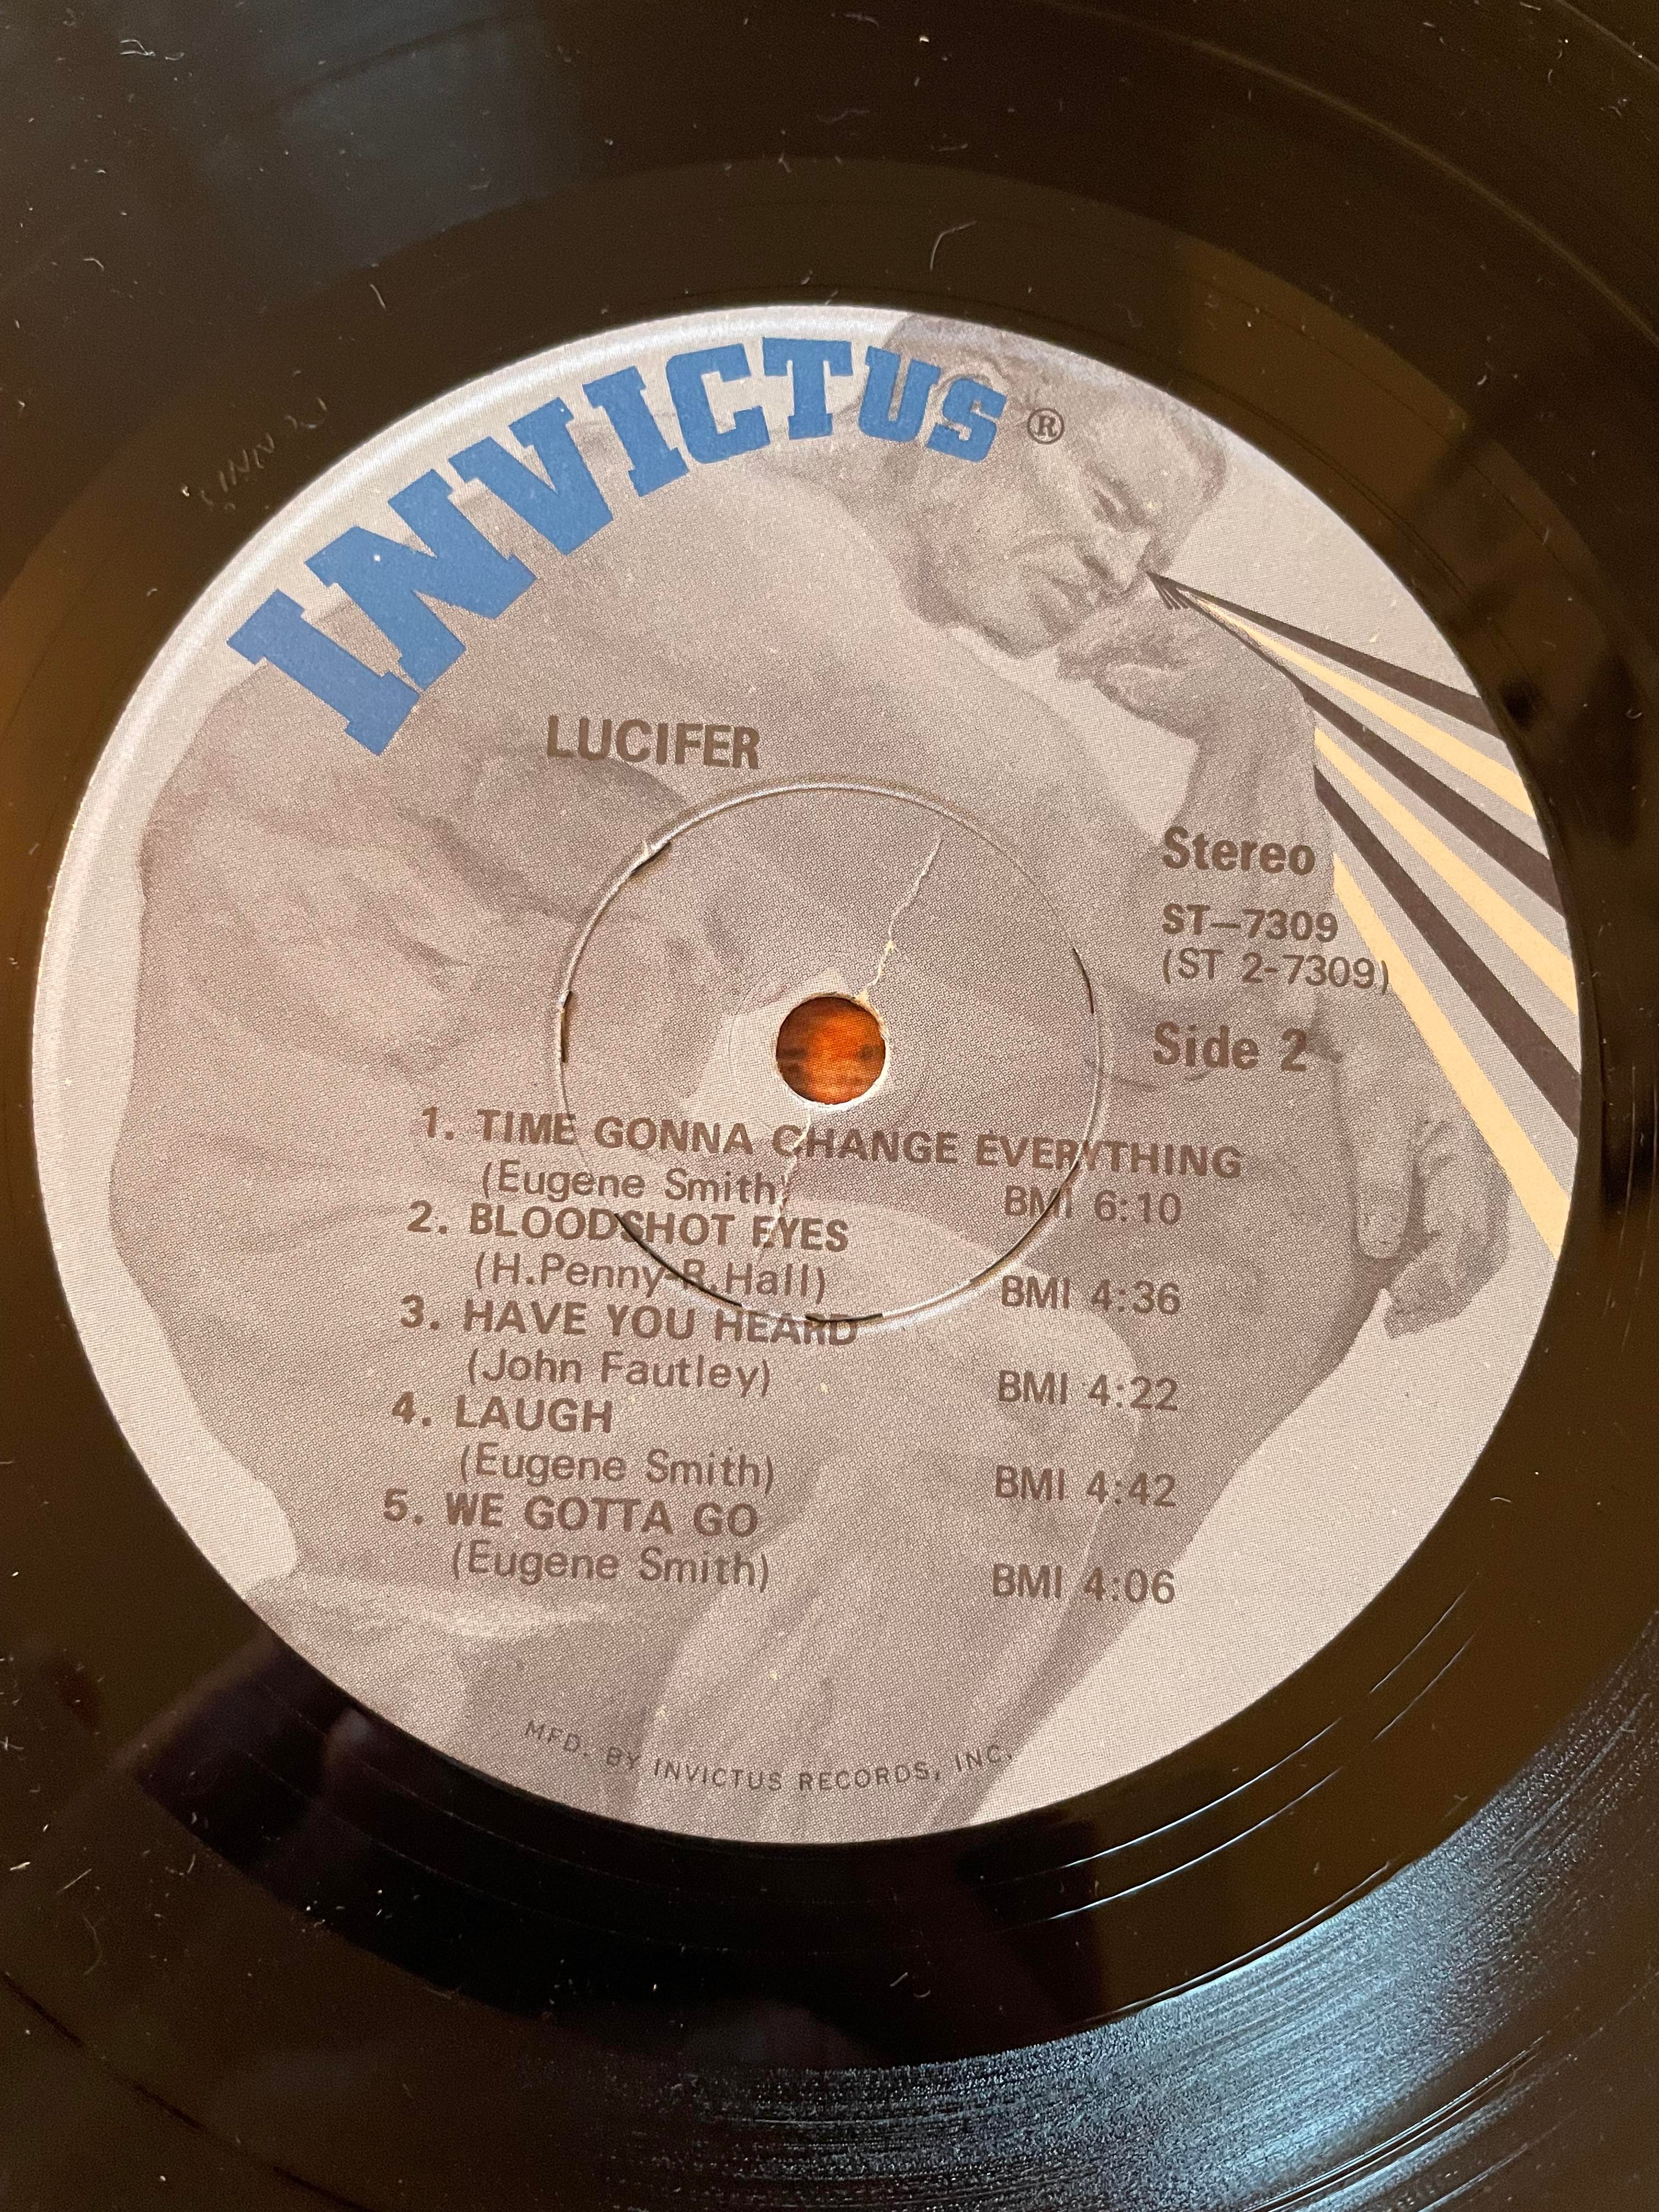 INVICTUS®
LUCIFER
Stereo
ST—7309
(ST 2-7309)
Side 2
1. TIME GONNA CHANGE EVERYTHING
(Eugene Smith) BMI 6:10
2. BLOODSHOT EYES
(H.Penny-R.Hall) BMI 4:36
3. HAVE YOU HEARD
(John Fautley) BMI 4:22
4. LAUGH
(Eugene Smith) BMI 4:42
5. WE GOTTA GO
(Eugene Smith) BMI 4:06
MFD. BY INVICTUS RECORDS, INC.